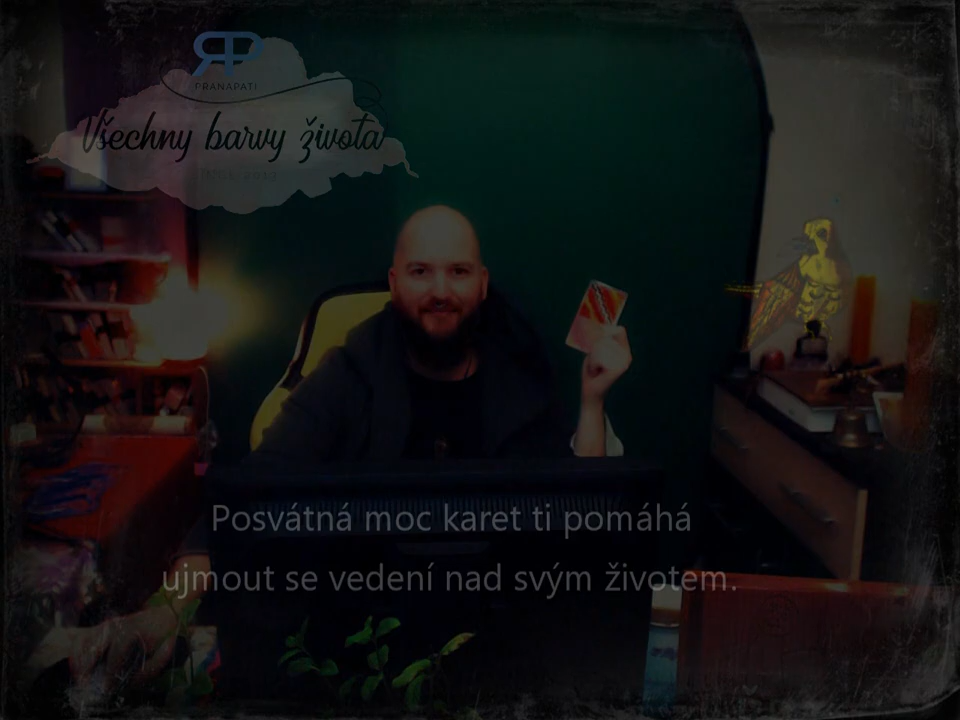 PRANAPATI
Všechny barvy života
Posvátná moc karet ti pomáhá
ujmout se vedení nad svým životem.